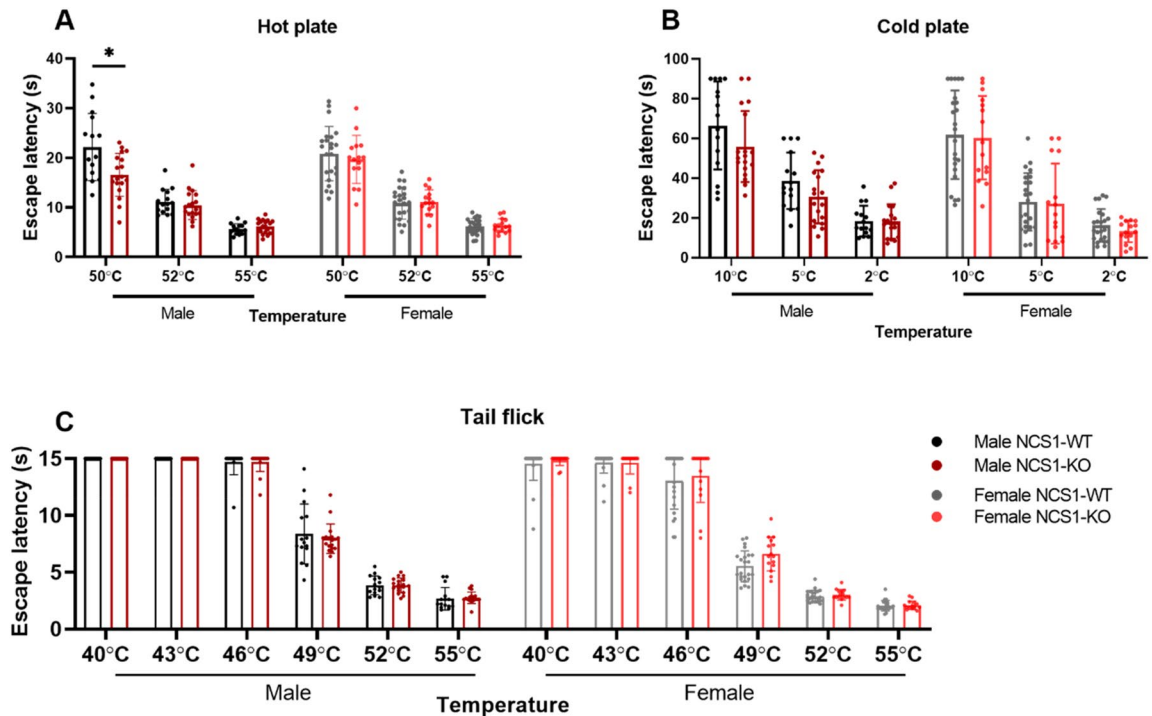 A
Hot plate
*
Escape latency (s)
40
30
20
10
0
50°C 52°C 55°C 50°C 52°C 55°C
Male Temperature Female
B
Cold plate
Escape latency (s)
100
80
60
40
20
0
10°C 5°C 2°C 10°C 5°C 2°C
Male Female
Temperature
C
Tail flick
Escape latency (s)
15
10
5
0
40°C 43°C 46°C 49°C 52°C 55°C 40°C 43°C 46°C 49°C 52°C 55°C
Male Temperature Female
Male NCS1-WT
Male NCS1-KO
Female NCS1-WT
Female NCS1-KO